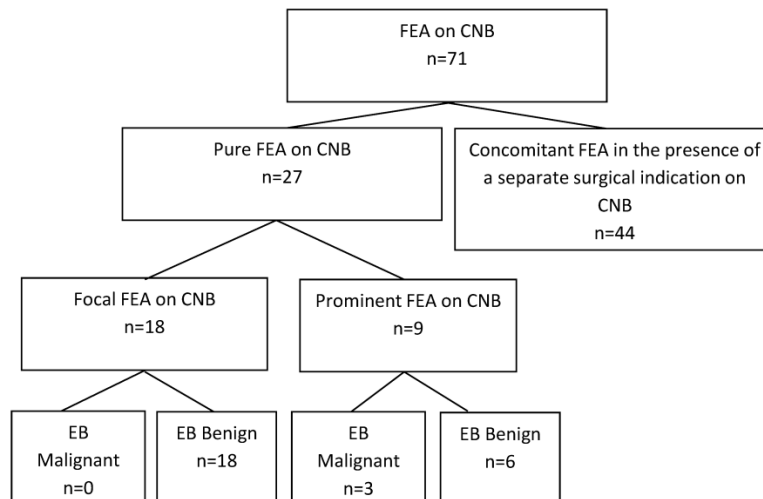 FEA on CNB
n=71
Pure FEA on CNB
n=27
Concomitant FEA in the presence of
a separate surgical indication on
CNB
n=44
Focal FEA on CNB
n=18
Prominent FEA on CNB
n=9
EB
Malignant
n=0
EB Benign
n=18
EB
Malignant
n=3
EB Benign
n=6